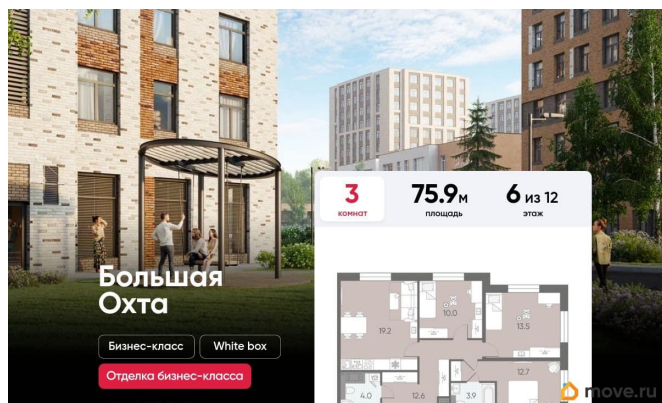 3
комнат
75.9 м
площадь
6 из 12
этаж
Большая
Охта
Бизнес-класс
White box
Отделка бизнес-класса
10.0
19.2
13.5
12.7
4.0
12.6
3.9
move.ru